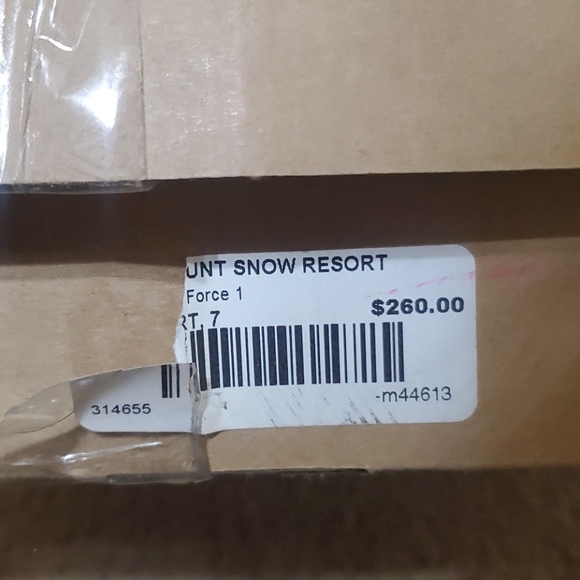 UNT SNOW RESORT
Force 1
$260.00
RT. 7
314655
-m44613